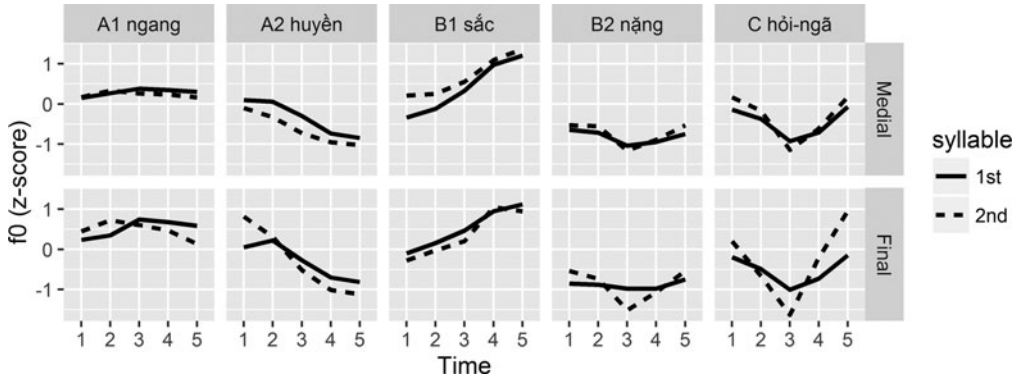 A1 ngang A2 huyền B1 sắc B2 nặng C hỏi-ngã
1
0
-1
Medial
1
0
-1
Final
f0 (z-score)
1 2 3 4 5 1 2 3 4 5 1 2 3 4 5 1 2 3 4 5 1 2 3 4 5
Time
syllable
1st
2nd